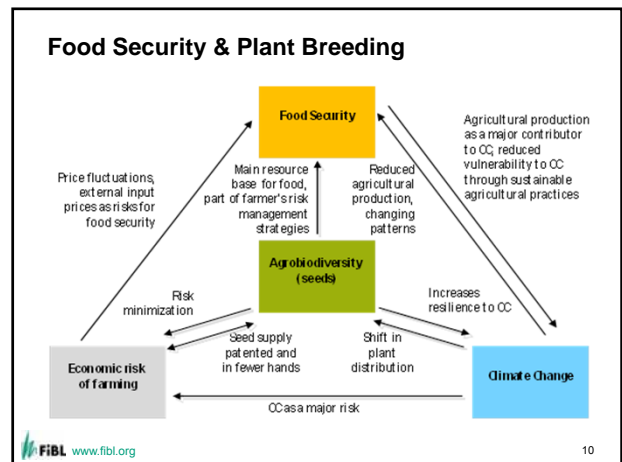 Food Security & Plant Breeding
Food Security
Agricultural production
as a major contributor
to CC; reduced
vulnerability to CC
through sustainable
agricultural practices
Price fluctuations,
external input
prices as risks for
food security
Main resource
base for food,
part of farmer's risk
management
strategies
Reduced
agricultural
production,
changing
patterns
Agrobiodiversity
(seeds)
Risk
minimization
Increases
resilience to CC
Seed supply
patented and
in fewer hands
Shift in
plant
distribution
Economic risk
of farming
Climate Change
CC as a major risk
FiBL www.fibl.org
10